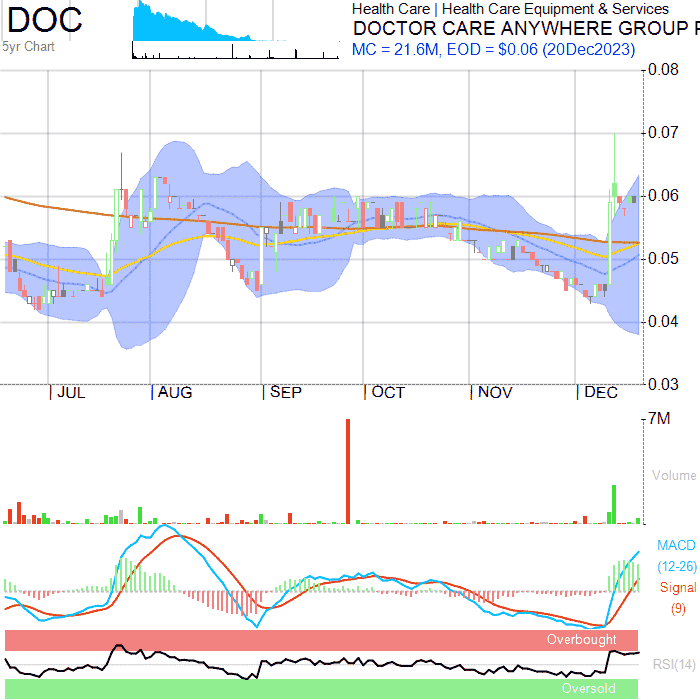 DOC
5yr Chart
Health Care | Health Care Equipment & Services
DOCTOR CARE ANYWHERE GROUP
MC = 21.6M, EOD = $0.06 (20Dec2023)
0.08
0.07
0.06
0.05
0.04
0.03
JUL AUG SEP OCT NOV DEC
7M
Volume
MACD
(12-26)
Signal
(9)
Overbought
RSI(14)
Oversold